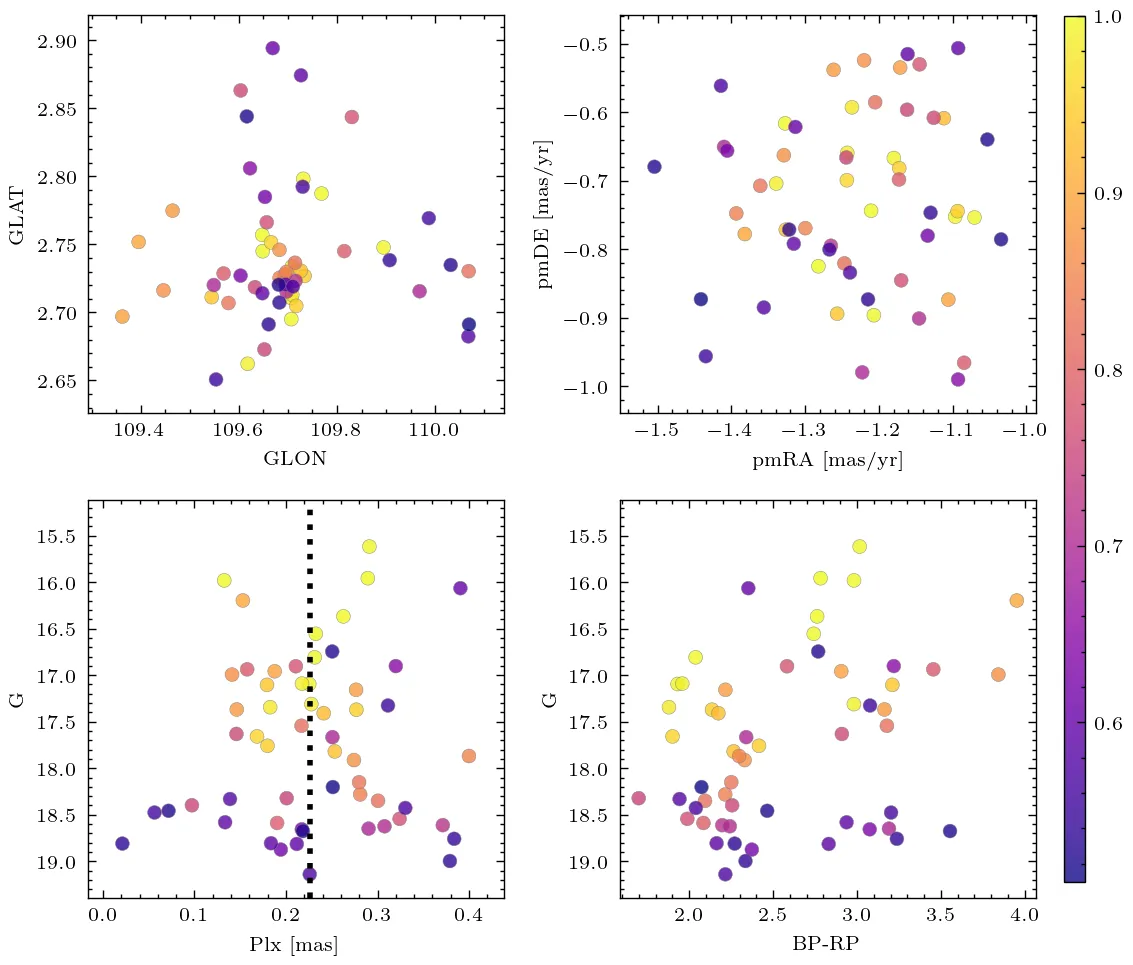 2.90
2.85
2.80
2.75
2.70
2.65
GLAT
109.4 109.6 109.8 110.0
GLON
−0.5
−0.6
−0.7
−0.8
−0.9
−1.0
pmDE [mas/yr]
−1.5 −1.4 −1.3 −1.2 −1.1 −1.0
pmRA [mas/yr]
15.5
16.0
16.5
17.0
17.5
18.0
18.5
19.0
G
0.0 0.1 0.2 0.3 0.4
Plx [mas]
15.5
16.0
16.5
17.0
17.5
18.0
18.5
19.0
G
2.0 2.5 3.0 3.5 4.0
BP-RP
1.0
0.9
0.8
0.7
0.6